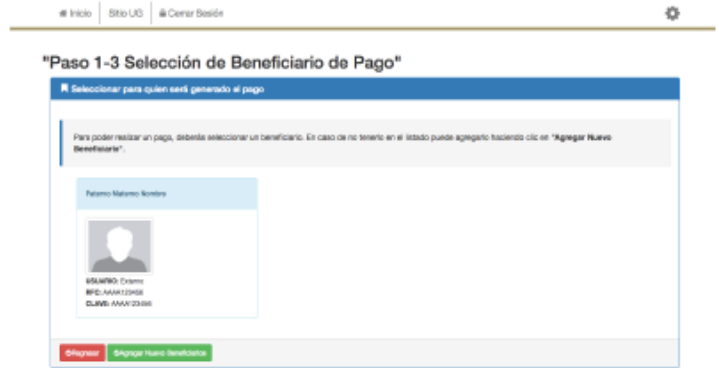 Inicio Sitio UG Cerrar Sesión
"Paso 1-3 Selección de Beneficiario de Pago"
Seleccionar para quien será generado el pago
Para poder realizar un pago, deberás seleccionar un beneficiario. En caso de no tenerlo en el listado puede agregarlo haciendo clic en "Agregar Nuevo
Beneficiario".
Paterno Materno Nombre
USUARIO: Externo
RFC: AAAA123456
CLAVE: AAAA123456
Regresar Agregar Nuevo Beneficiarios